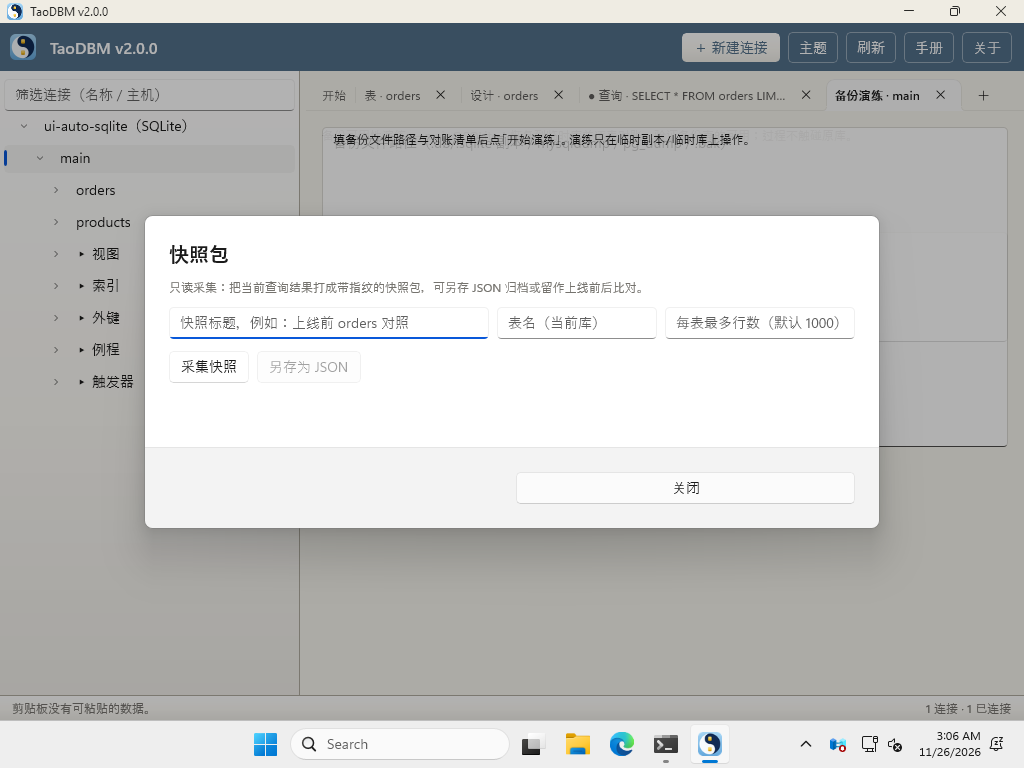 TaoDBM v2.0.0
TaoDBM v2.0.0
+ 新建连接
主题
刷新
手册
关于
筛选连接（名称 / 主机）
开始
表 · orders
设计 · orders
● 查询 · SELECT * FROM orders LIM...
备份演练 · main
ui-auto-sqlite（SQLite）
main
orders
products
视图
索引
外键
例程
触发器
填备份文件路径与对账清单后点「开始演练」。演练只在临时副本/临时库上操作。
快照包
只读采集：把当前查询结果打成带指纹的快照包，可另存 JSON 归档或留作上线前后比对。
快照标题，例如：上线前 orders 对照
表名（当前库）
每表最多行数（默认 1000）
采集快照
另存为 JSON
关闭
剪贴板没有可粘贴的数据。
1 连接 · 1 已连接
Search
3:06 AM
11/26/2026